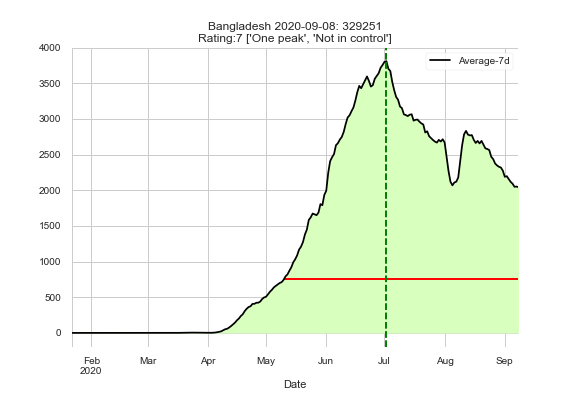 Bangladesh 2020-09-08: 329251
Rating:7 ['One peak', 'Not in control']
Average-7d
4000
3500
3000
2500
2000
1500
1000
500
0
Feb Mar Apr May Jun Jul Aug Sep
2020
Date